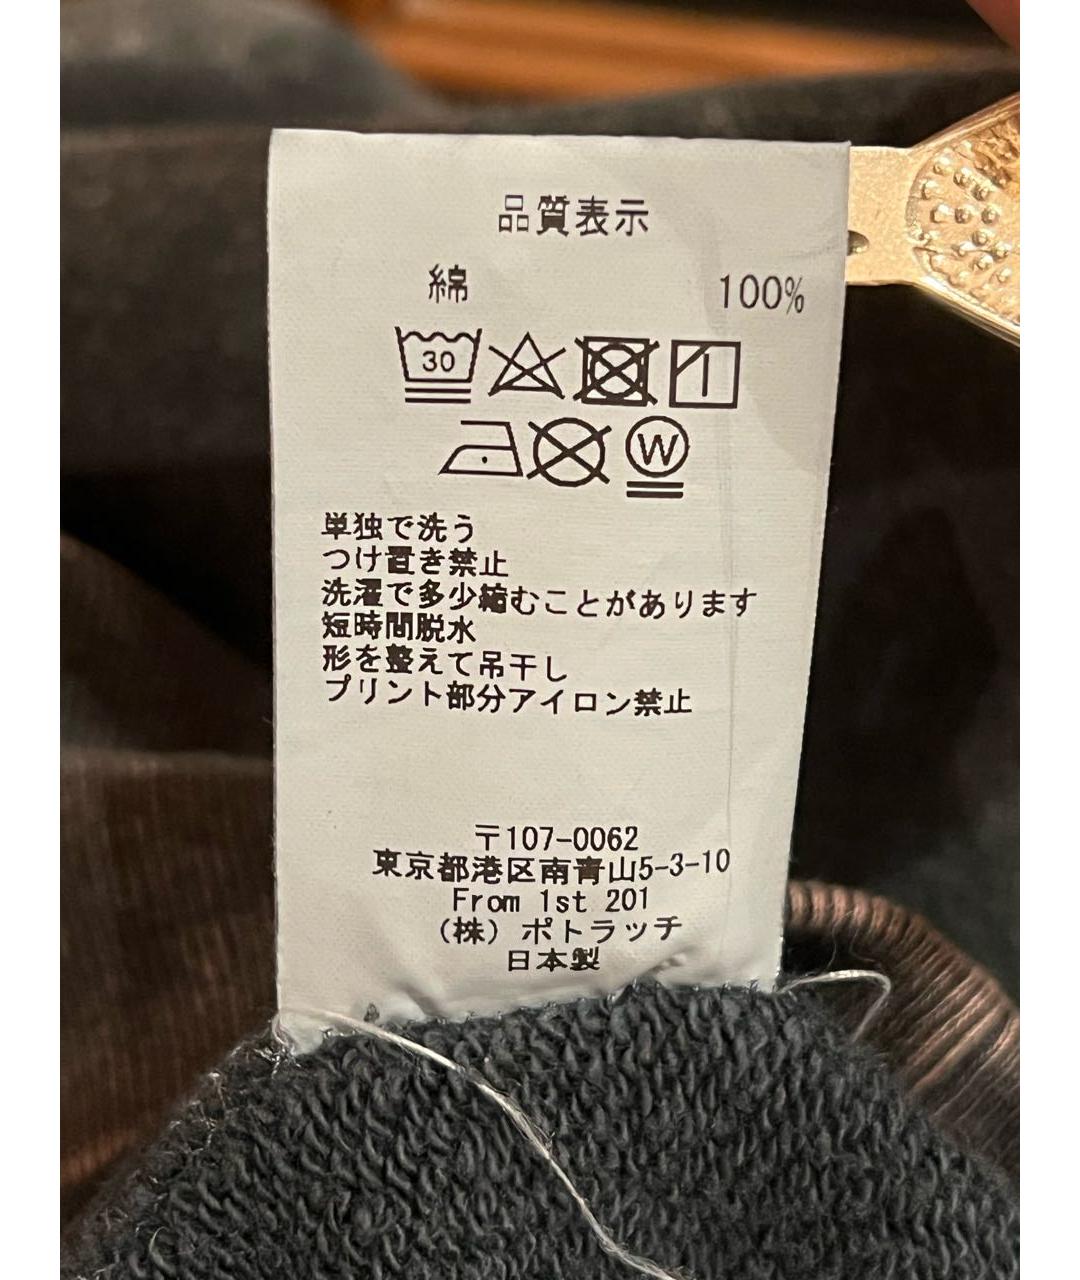 品質表示
綿 100%
30
W
単独で洗う
つけ置き禁止
洗濯で多少縮むことがあります
短時間脱水
形を整えて吊干し
プリント部分アイロン禁止
〒107-0062
東京都港区南青山5-3-10
From 1st 201
(株) ポトラッチ
日本製